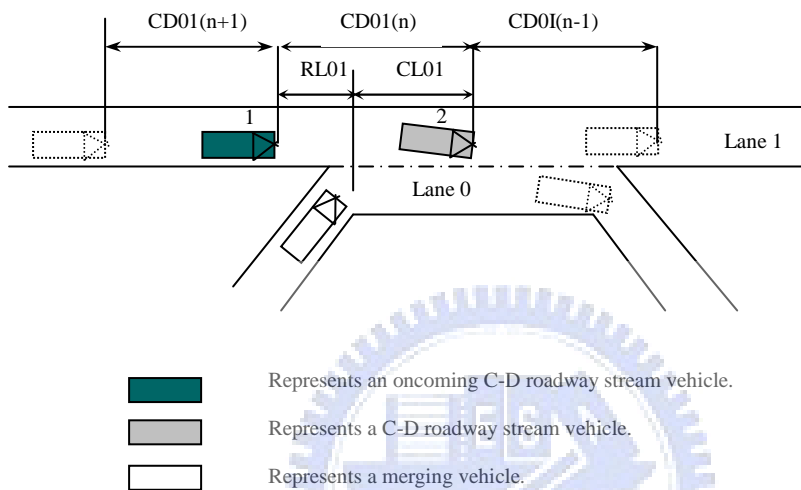 CD01(n+1) CD01(n) CD0I(n-1)
RL01 CL01
1 2
Lane 1
Lane 0
Represents an oncoming C-D roadway stream vehicle.
Represents a C-D roadway stream vehicle.
Represents a merging vehicle.